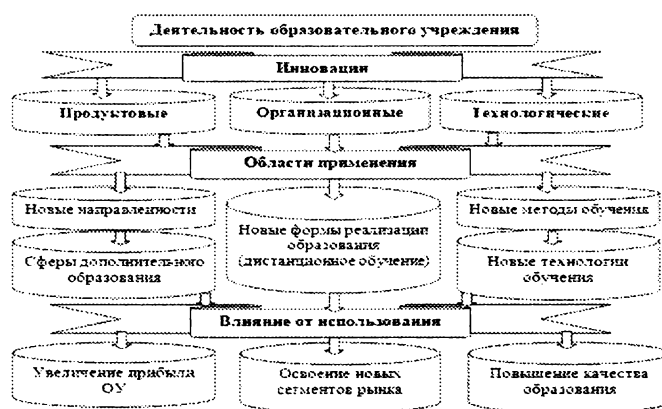 Деятельность образовательного учреждения
Инновации
Продуктовые
Организационные
Технологические
Области применения
Новые направленности
Новые формы реализации
образования
(дистанционное обучение)
Новые методы обучения
Сферы дополнительного
образования
Новые технологии
обучения
Влияние от использования
Увеличение прибыли
ОУ
Освоение новых
сегментов рынка
Повышение качества
образования